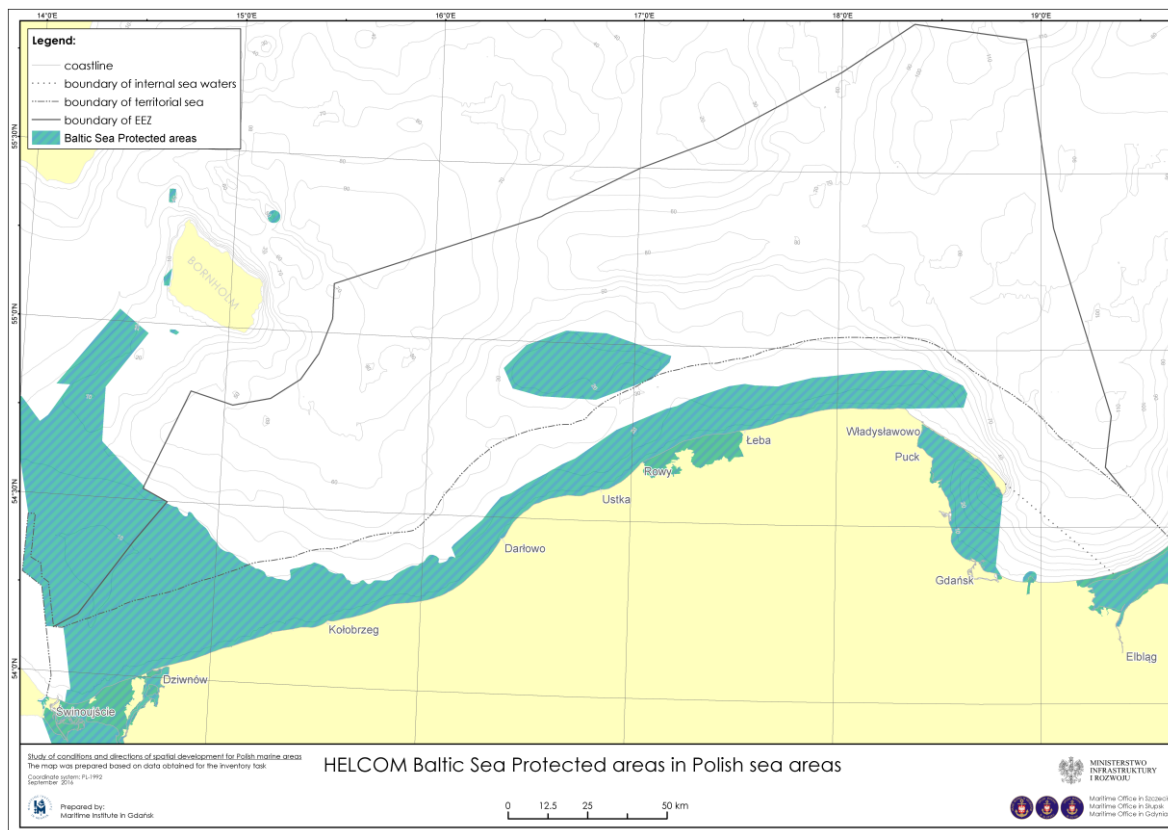 14°0'E 15°0'E 16°0'E 17°0'E 18°0'E 19°0'E
Legend:
coastline
boundary of internal sea waters
boundary of territorial sea
boundary of EEZ
Baltic Sea Protected areas
55°30'N
55°0'N
54°30'N
54°0'N
BORNHOLM
Łeba
Władysławowo
Puck
Rowy
Ustka
Darłowo
Gdańsk
Kołobrzeg
Elbląg
Dziwnów
Świnoujście
Study of conditions and directions of spatial development for Polish marine areas
The map was prepared based on data obtained for the inventory task
Coordinate system: PL-1992
September 2016
Prepared by:
Maritime Institute in Gdańsk
HELCOM Baltic Sea Protected areas in Polish sea areas
0 12.5 25 50 km
MINISTERSTWO
INFRASTRUKTURY
I ROZWOJU
Maritime Office in Szczecin
Maritime Office in Słupsk
Maritime Office in Gdynia